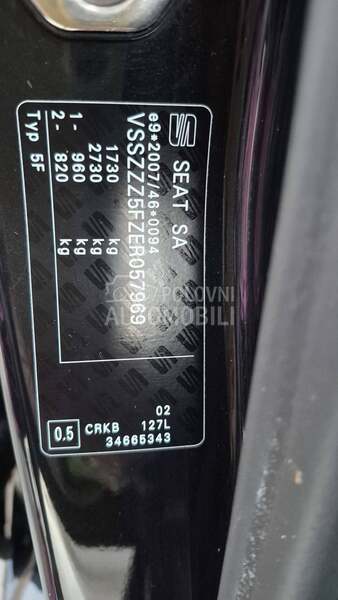 SEAT SA
e9*2007/46*0094
VSSZZZ5FZER057969
1730 kg
2730 kg
1- 960 kg
2- 820 kg
Typ 5F
02
0.5 CRKB 127L
34665343
POLOVNI
AUTOMOBILI